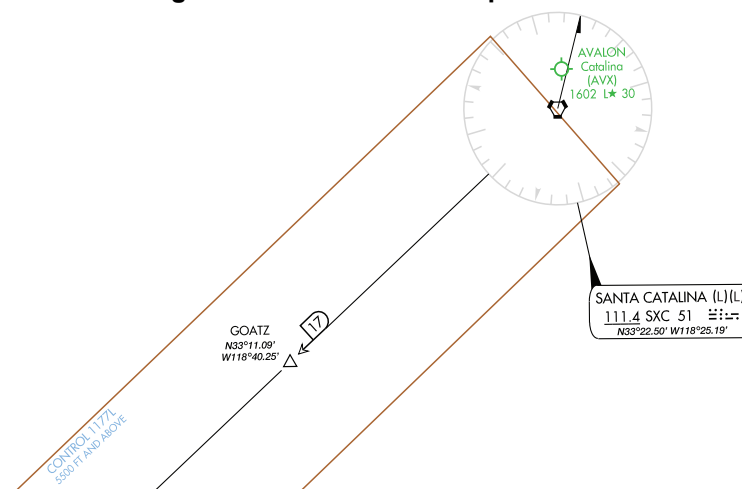 AVALON
Catalina
(AVX)
1602 L★ 30
SANTA CATALINA (L)(L)
111.4 SXC 51
N33°22.50' W118°25.19'
17
GOATZ
N33°11.09'
W118°40.25'
CONTROL 1177L
5500 FT AND ABOVE